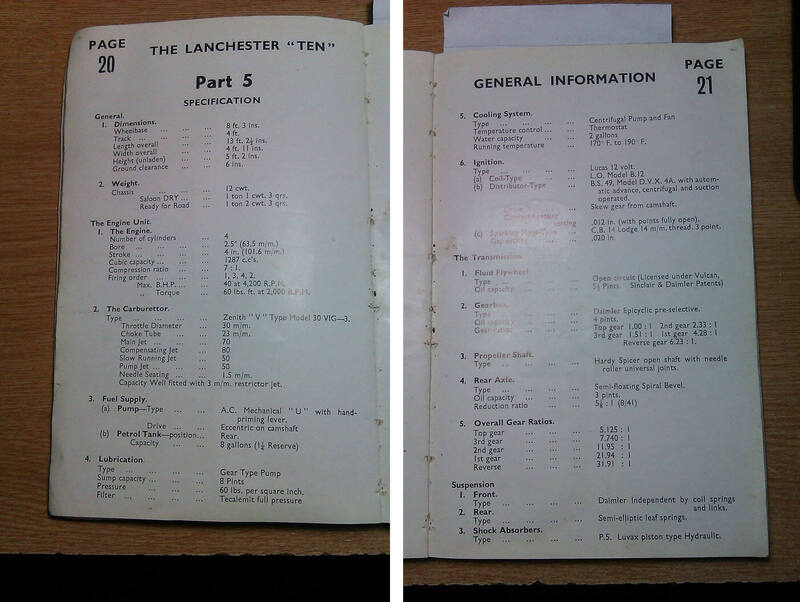 PAGE
20
THE LANCHESTER "TEN"
Part 5
SPECIFICATION
General.
1. Dimensions.
Wheelbase ... ... ... 8 ft. 3 ins.
Track ... ... ... ... 4 ft.
Length overall ... ... 13 ft. 2½ ins.
Width overall ... ... 4 ft. 11 ins.
Height (unladen) ... ... 5 ft. 2 ins.
Ground clearance ... ... 6 ins.
2. Weight.
Chassis ... ... ... 12 cwt.
Saloon DRY ... ... 1 ton 1 cwt. 3 qrs.
Ready for Road ... 1 ton 2 cwt. 3 qrs.
The Engine Unit.
1. The Engine.
Number of cylinders ... 4
Bore ... ... ... ... 2.5" (63.5 m/m.)
Stroke ... ... ... ... 4 in. (101.6 m/m.)
Cubic capacity ... ... 1287 c.c's.
Compression ratio ... 7 : 1.
Firing order ... ... ... 1, 3, 4, 2.
Max. B.H.P. ... ... 40 at 4,200 R.P.M.
,, Torque ... 60 lbs. ft. at 2,000 R.P.M.
2. The Carburettor.
Type ... ... ... ... Zenith "V" Type Model 30 VIG—3.
Throttle Diameter ... 30 m/m.
Choke Tube ... ... 23 m/m.
Main Jet ... ... ... 70
Compensating Jet ... 80
Slow Running Jet ... 50
Pump Jet ... ... ... 50
Needle Seating ... ... 1.5 m/m.
Capacity Well fitted with 3 m/m. restrictor jet.
3. Fuel Supply.
(a) Pump—Type ... ... A.C. Mechanical "U" with hand-
priming lever.
Drive ... ... Eccentric on camshaft
(b) Petrol Tank—position... Rear.
Capacity ... ... 8 gallons (1¼ Reserve)
4. Lubrication.
Type ... ... ... ... Gear Type Pump
Sump capacity ... ... 8 Pints
Pressure ... ... ... 60 lbs. per square inch.
Filter ... ... ... ... Tecalemit full pressure
GENERAL INFORMATION
PAGE
21
5. Cooling System.
Type ... ... ... ... Centrifugal Pump and Fan
Temperature control ... ... Thermostat
Water capacity ... ... 2 gallons
Running temperature ... 170° F. to 190° F.
6. Ignition.
Type ... ... ... ... Lucas 12 volt.
(a) Coil-Type ... ... L.O. Model B.12
(b) Distributor-Type ... B.S. 49, Model D.V.X. 4A. with autom-
atic advance, centrifugal and suction
operated.
Drive Skew gear from camshaft.
.012 in. (with points fully open).
(c) Sparking Plugs-Type C.B. 14 Lodge 14 m/m. thread. 3 point.
.020 in.
The Transmission.
1. Fluid Flywheel
Type Open circuit (Licensed under Vulcan,
Oil capacity 5½ Pints. Sinclair & Daimler Patents)
2. Gearbox.
Type Daimler Epicyclic pre-selective.
Oil capacity 4 pints.
Gear ratios Top gear 1.00 : 1 2nd gear 2.33 : 1
3rd gear 1.51 : 1 1st gear 4.28 : 1
Reverse gear 6.23 : 1.
3. Propeller Shaft.
Type ... ... ... ... Hardy Spicer open shaft with needle
roller universal joints.
4. Rear Axle.
Type ... ... ... ... Semi-floating Spiral Bevel.
Oil capacity ... ... ... 3 pints.
Reduction ratio ... ... 5⅛ : 1 (8/41)
5. Overall Gear Ratios.
Top gear ... ... ... 5.125 : 1
3rd gear ... ... ... 7.740 : 1
2nd gear ... ... ... 11.95 : 1
1st gear ... ... ... 21.94 : 1
Reverse ... ... ... 31.91 : 1
Suspension
1. Front.
Type ... ... ... ... Daimler Independent by coil springs
and links.
2. Rear.
Type ... ... ... ... Semi-elliptic leaf springs.
3. Shock Absorbers.
Type ... ... ... ... P.5. Luvax piston type Hydraulic.